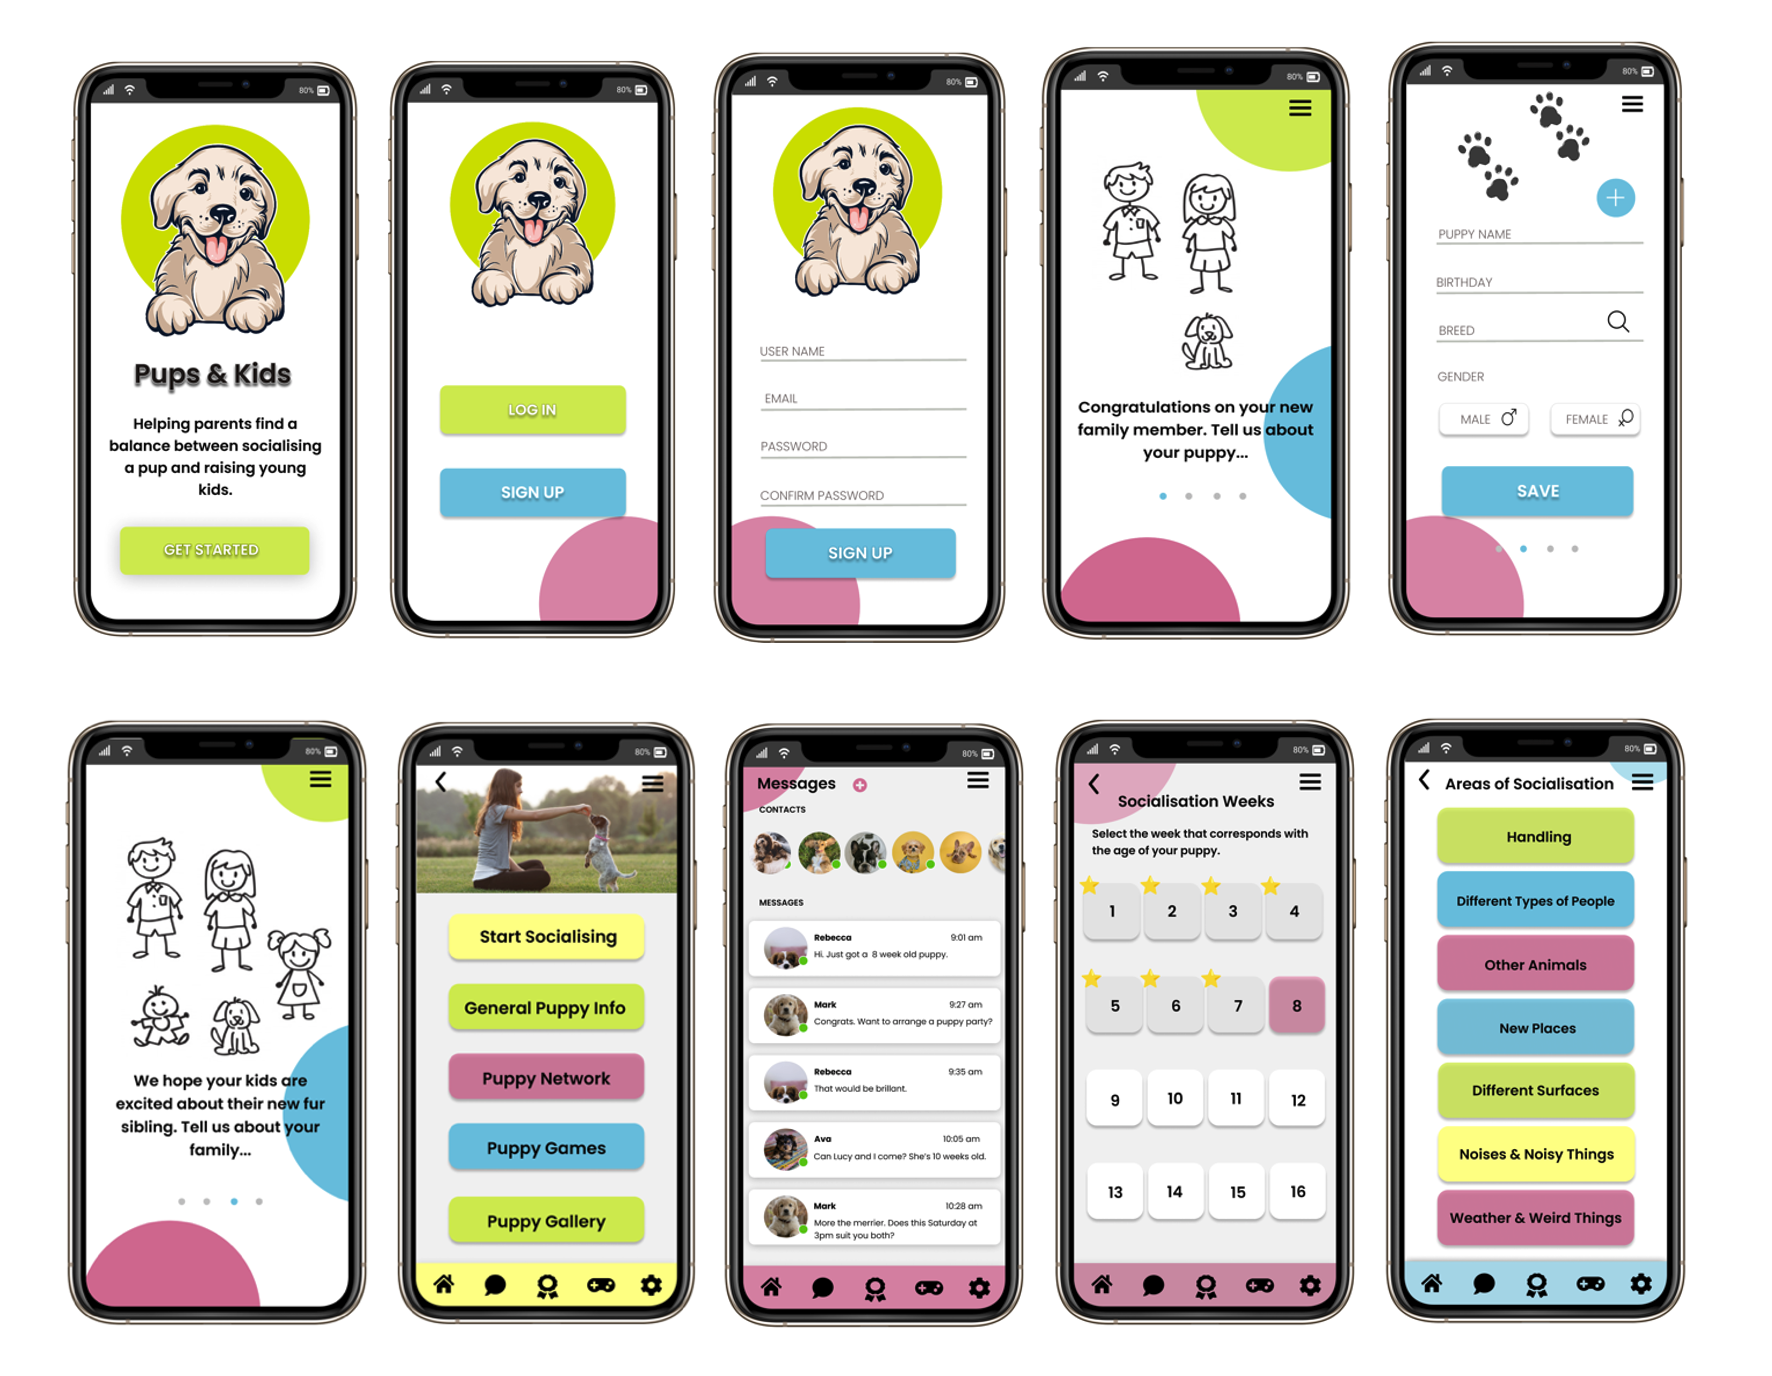 80%
Pups & Kids
Helping parents find a
balance between socialising
a pup and raising young
kids.
GET STARTED
80%
LOG IN
SIGN UP
80%
USER NAME
EMAIL
PASSWORD
CONFIRM PASSWORD
SIGN UP
80%
Congratulations on your new
family member. Tell us about
your puppy...
80%
PUPPY NAME
BIRTHDAY
BREED
GENDER
MALE
FEMALE
SAVE
80%
We hope your kids are
excited about their new fur
sibling. Tell us about your
family...
80%
Start Socialising
General Puppy Info
Puppy Network
Puppy Games
Puppy Gallery
80%
Messages
CONTACTS
MESSAGES
Rebecca 9:01 am
Hi. Just got a 8 week old puppy.
Mark 9:27 am
Congrats. Want to arrange a puppy party?
Rebecca 9:35 am
That would be brillant.
Ava 10:05 am
Can Lucy and I come? She's 10 weeks old.
Mark 10:28 am
More the merrier. Does this Saturday at
3pm suit you both?
80%
Socialisation Weeks
Select the week that corresponds with
the age of your puppy.
1 2 3 4
5 6 7 8
9 10 11 12
13 14 15 16
80%
Areas of Socialisation
Handling
Different Types of People
Other Animals
New Places
Different Surfaces
Noises & Noisy Things
Weather & Weird Things